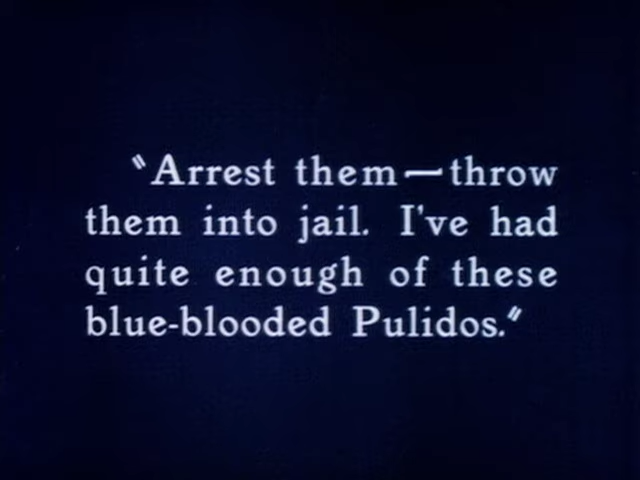 "Arrest them—throw
them into jail. I've had
quite enough of these
blue-blooded Pulidos."